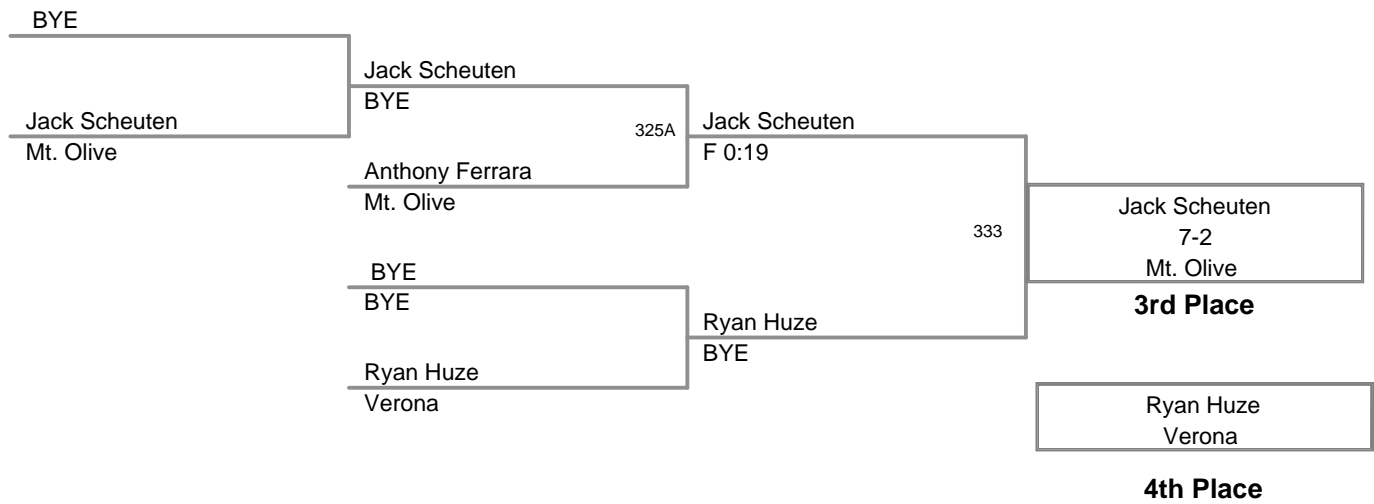 BYE
Jack Scheuten
Mt. Olive
Jack Scheuten
BYE
Anthony Ferrara
Mt. Olive
BYE
BYE
Ryan Huze
Verona
325A
Jack Scheuten
F 0:19
Ryan Huze
BYE
333
Jack Scheuten
7-2
Mt. Olive
3rd Place
Ryan Huze
Verona
4th Place